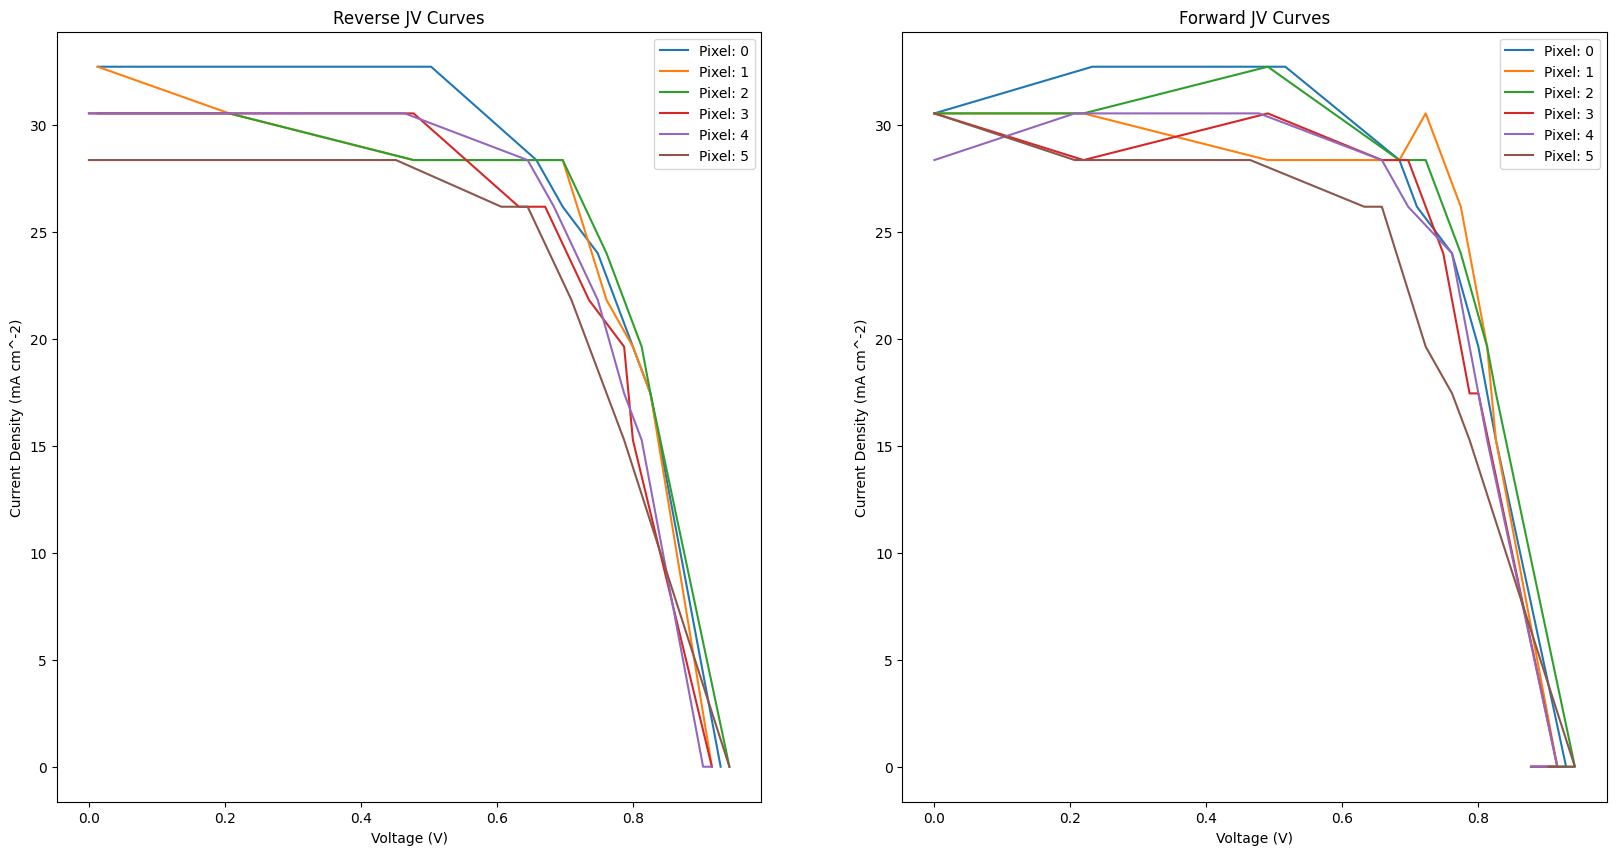 Reverse JV Curves
Pixel: 0
Pixel: 1
Pixel: 2
Pixel: 3
Pixel: 4
Pixel: 5
30
25
20
15
10
5
0
Current Density (mA cm^-2)
0.0 0.2 0.4 0.6 0.8
Voltage (V)
Forward JV Curves
Pixel: 0
Pixel: 1
Pixel: 2
Pixel: 3
Pixel: 4
Pixel: 5
30
25
20
15
10
5
0
Current Density (mA cm^-2)
0.0 0.2 0.4 0.6 0.8
Voltage (V)